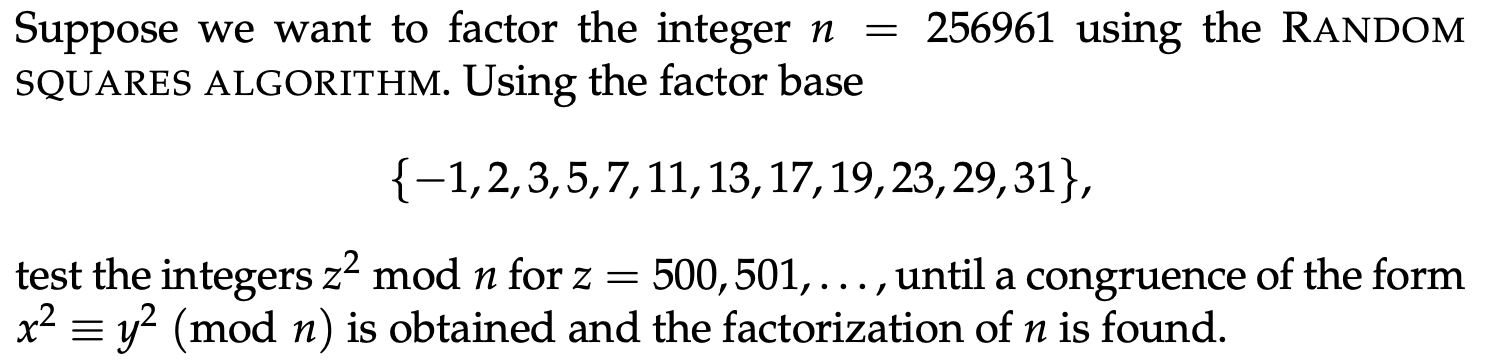 Suppose we want to factor the integer n = 256961 using the RANDOM
SQUARES ALGORITHM. Using the factor base
{−1, 2, 3, 5, 7, 11, 13, 17, 19, 23, 29, 31},
test the integers z² mod n for z = 500, 501, . . . , until a congruence of the form
x² ≡ y² (mod n) is obtained and the factorization of n is found.